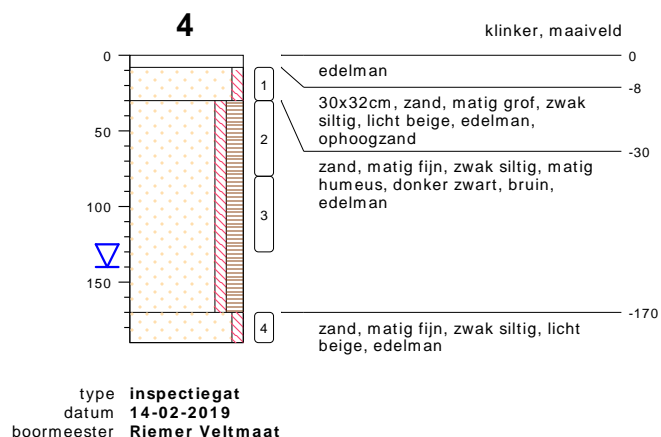 4
klinker, maaiveld
0
0
edelman
-8
1
30x32cm, zand, matig grof, zwak
siltig, licht beige, edelman,
ophoogzand
50
2
-30
zand, matig fijn, zwak siltig, matig
humeus, donker zwart, bruin,
edelman
100
3
150
-170
4
zand, matig fijn, zwak siltig, licht
beige, edelman
type inspectiegat
datum 14-02-2019
boormeester Riemer Veltmaat